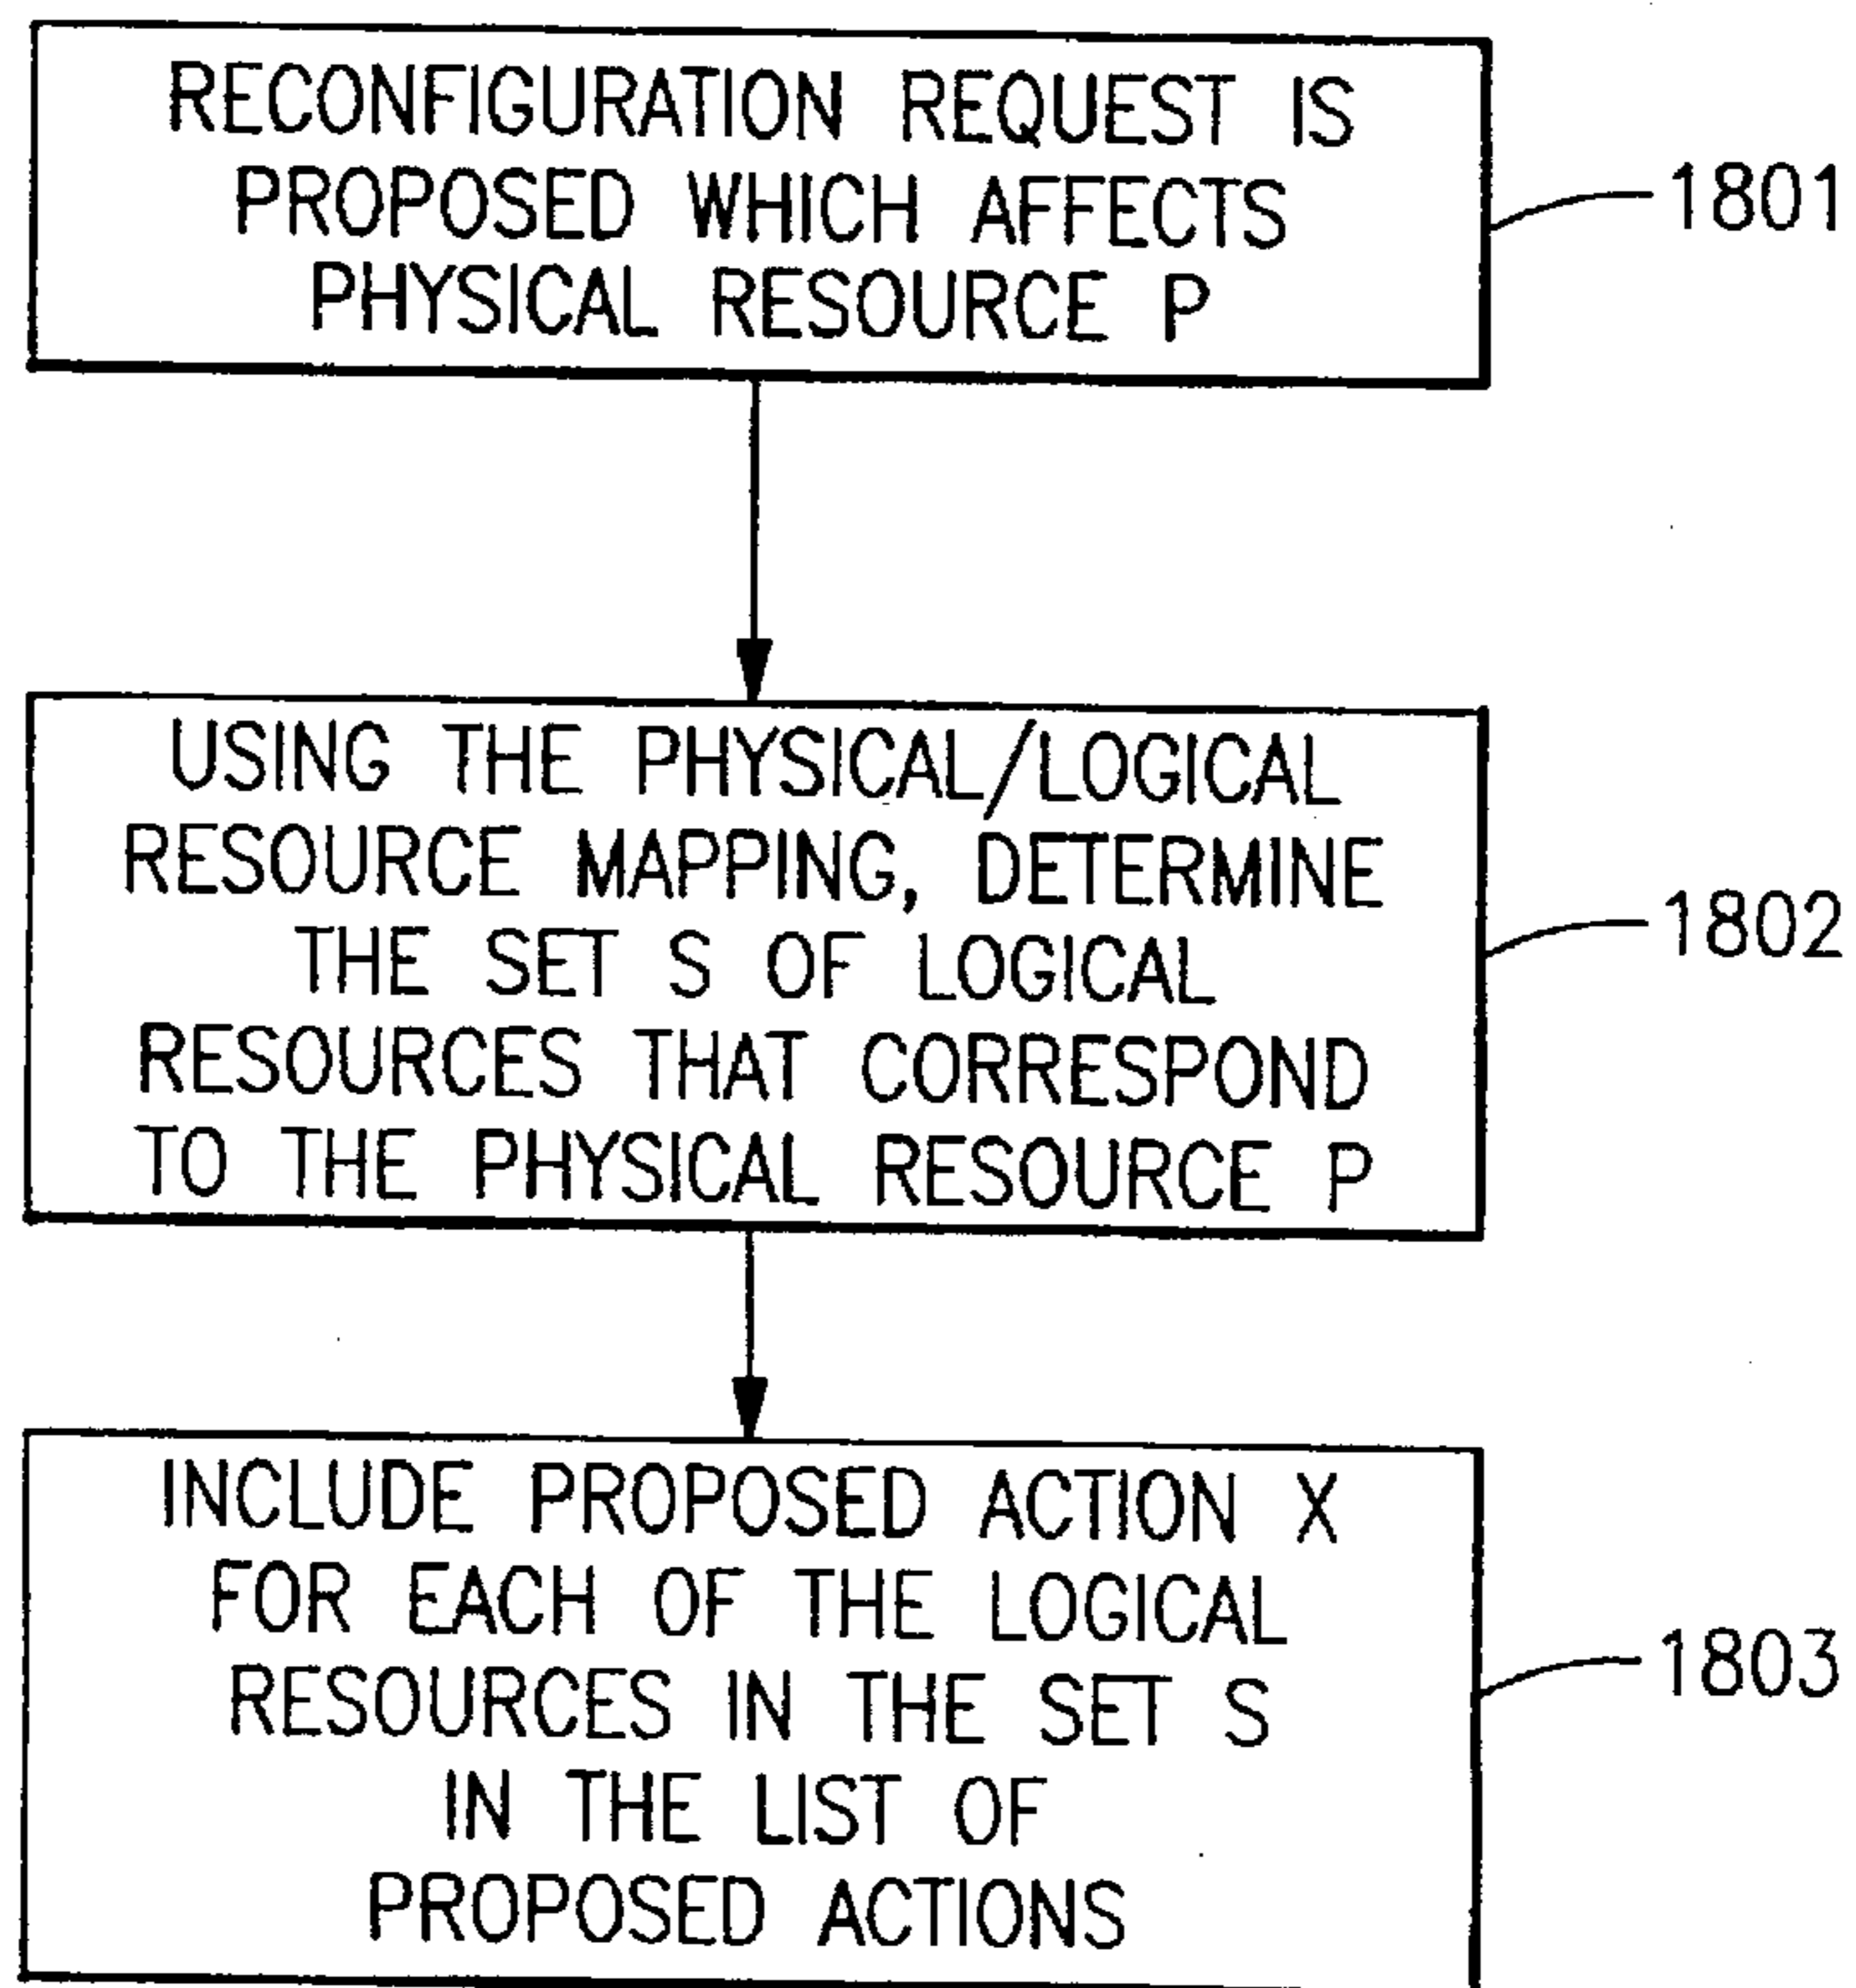 RECONFIGURATION REQUEST IS
PROPOSED WHICH AFFECTS
PHYSICAL RESOURCE P
1801
USING THE PHYSICAL/LOGICAL
RESOURCE MAPPING, DETERMINE
THE SET S OF LOGICAL
RESOURCES THAT CORRESPOND
TO THE PHYSICAL RESOURCE P
1802
INCLUDE PROPOSED ACTION X
FOR EACH OF THE LOGICAL
RESOURCES IN THE SET S
IN THE LIST OF
PROPOSED ACTIONS
1803